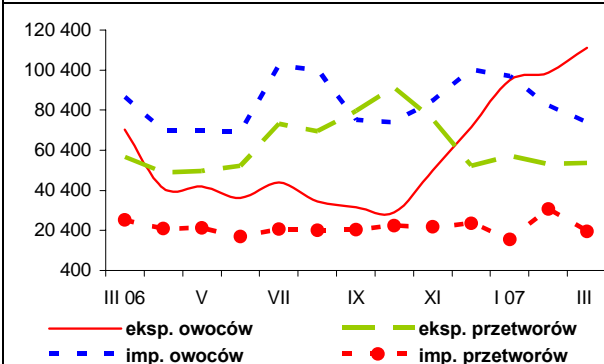 120 400
100 400
80 400
60 400
40 400
20 400
400
III 06 V VII IX XI I 07 III
eksp. owoców eksp. przetworów
imp. owoców imp. przetworów